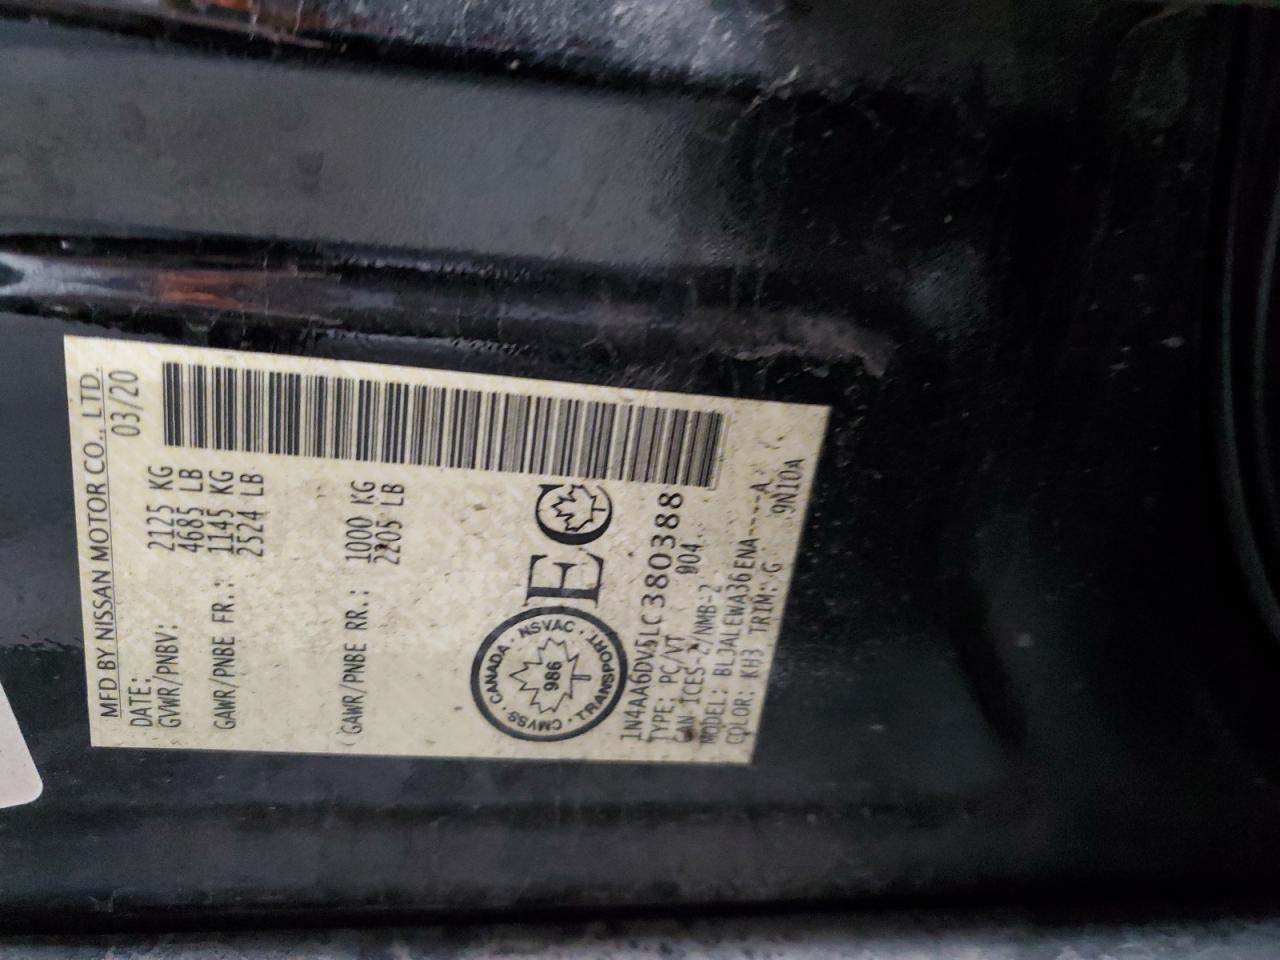 MFD BY NISSAN MOTOR CO., LTD.
DATE: 03/20
GVWR/PNBV: 2125 KG
4685 LB
GAWR/PNBE FR.: 1145 KG
2524 LB
GAWR/PNBE RR.: 1000 KG
2205 LB
CANADA · NSVAC · TRANSPORT · CMVSS
986
EC
1N4AA6DV5LC380388
TYPE: PC/VT 904
CAN ICES-2/NMB-2
MODEL: BLJALEWA36ENA----A
COLOR: KH3 TRIM: G 9N10A